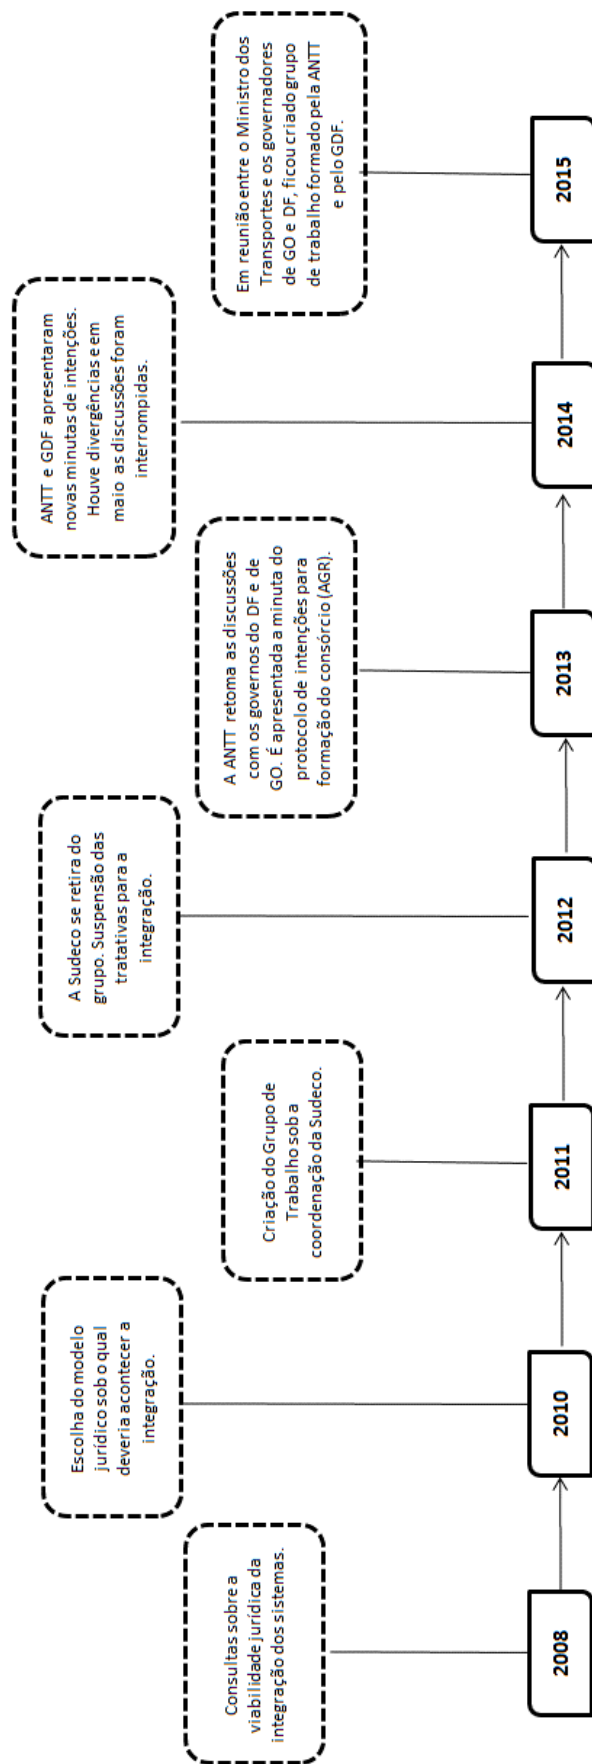 Consultas sobre a
viabilidade jurídica da
integração dos sistemas.
2008
Escolha do modelo
jurídico sob o qual
deveria acontecer a
integração.
2010
Criação do Grupo de
Trabalho sob a
coordenação da Sudeco.
2011
A Sudeco se retira do
grupo. Suspensão das
tratativas para a
integração.
2012
A ANTT retoma as discussões
com os governos do DF e de
GO. É apresentada a minuta do
protocolo de intenções para
formação do consórcio (AGR).
2013
ANTT e GDF apresentaram
novas minutas de intenções.
Houve divergências e em
maio as discussões foram
interrompidas.
2014
Em reunião entre o Ministro dos
Transportes e os governadores
de GO e DF, ficou criado grupo
de trabalho formado pela ANTT
e pelo GDF.
2015